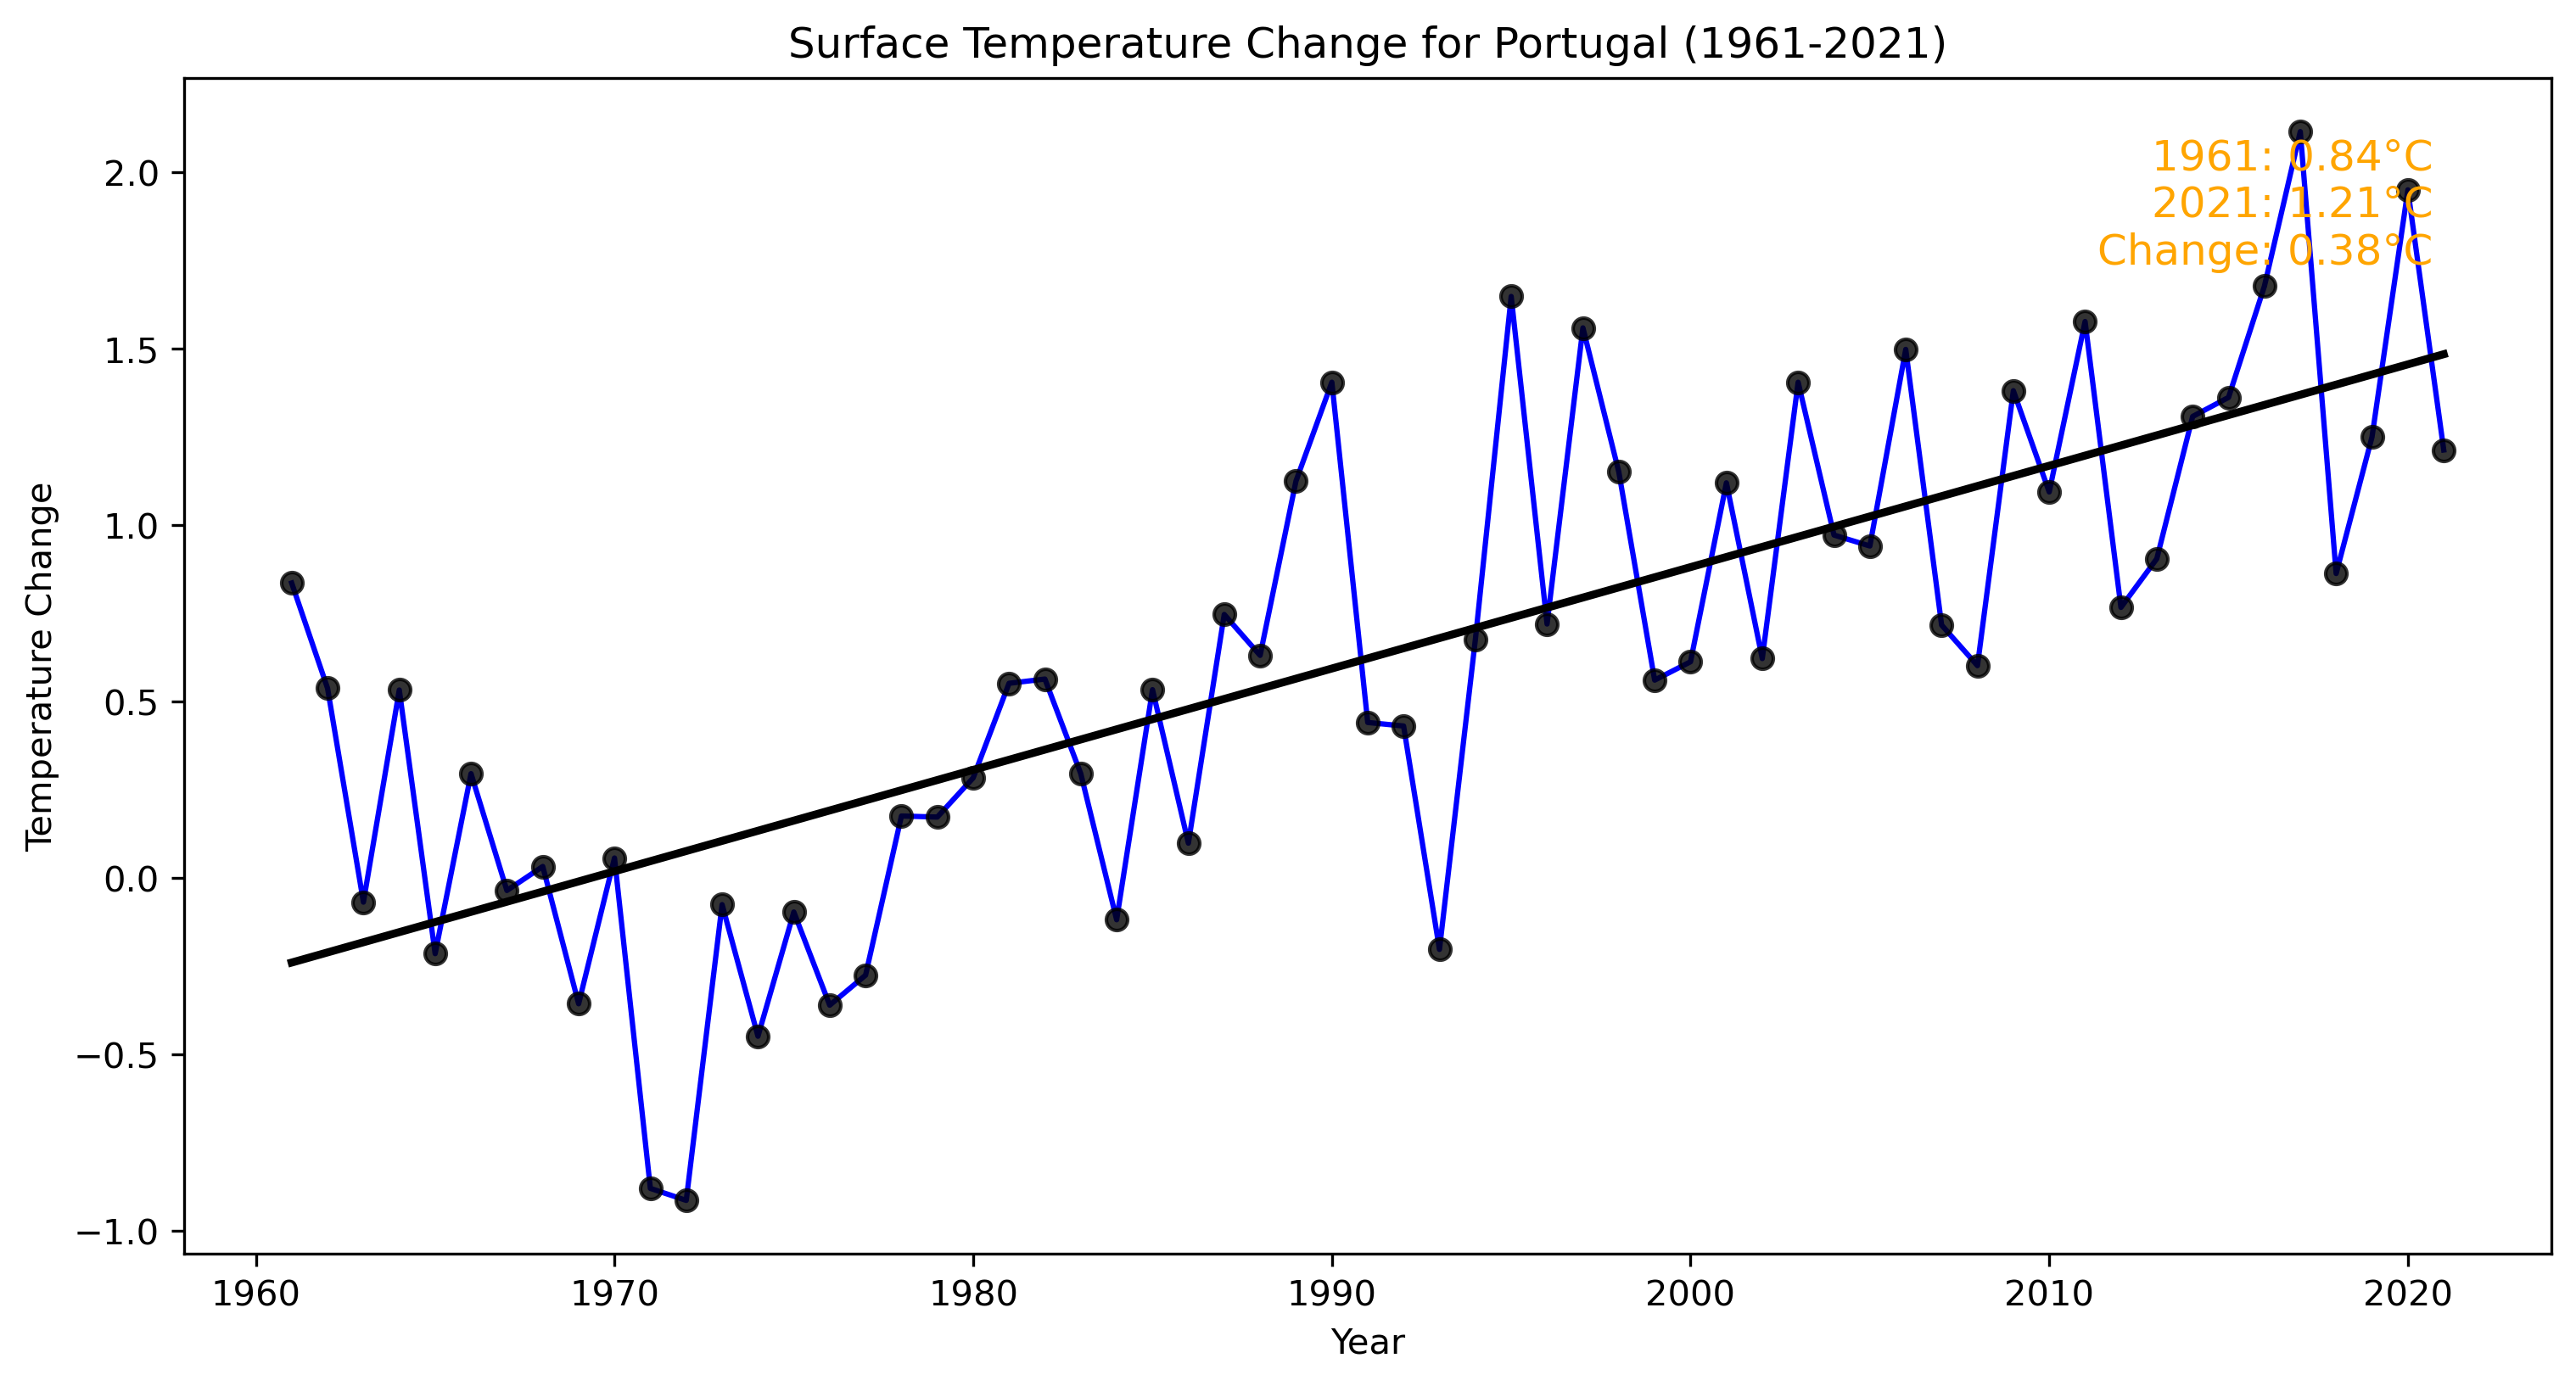 Surface Temperature Change for Portugal (1961-2021)
1961: 0.84°C
2021: 1.21°C
Change: 0.38°C
Temperature Change
2.0
1.5
1.0
0.5
0.0
−0.5
−1.0
1960 1970 1980 1990 2000 2010 2020
Year